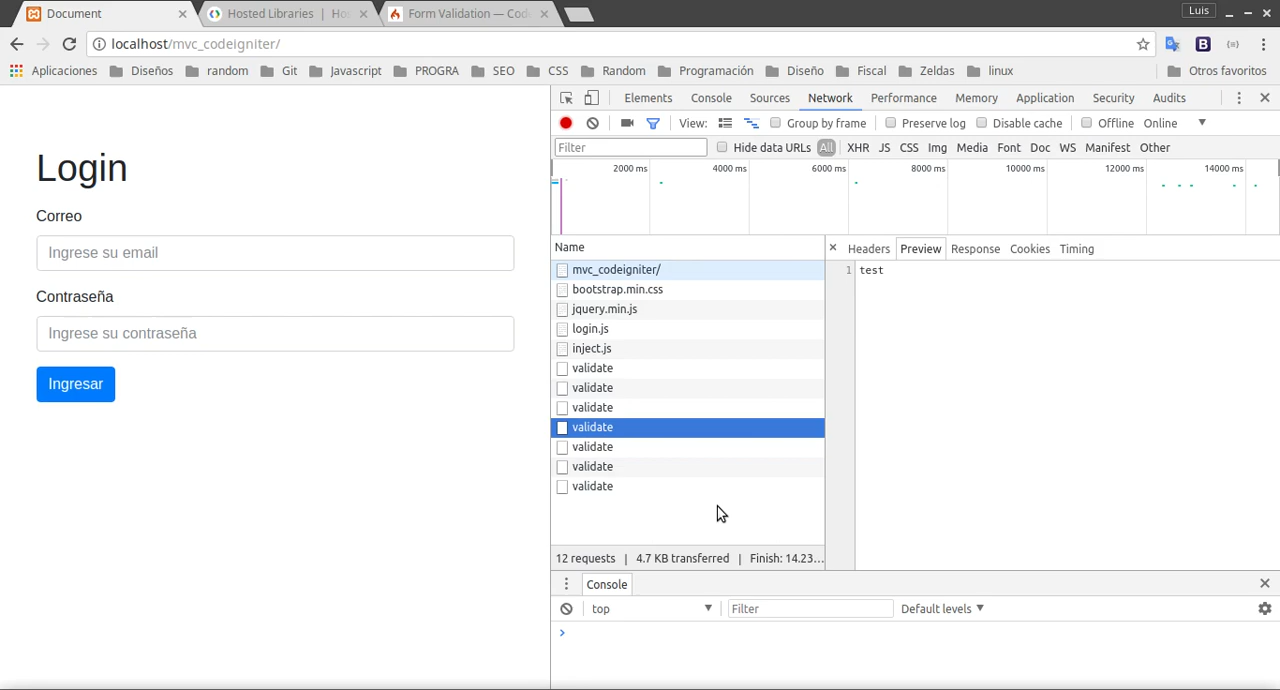 Document
Hosted Libraries | Hos
Form Validation — Code
Luis
localhost/mvc_codeigniter/
Aplicaciones Diseños random Git Javascript PROGRA SEO CSS Random Programación Diseño Fiscal Zeldas linux Otros favoritos
Login
Correo
Ingrese su email
Contraseña
Ingrese su contraseña
Ingresar
Elements Console Sources Network Performance Memory Application Security Audits
View: Group by frame Preserve log Disable cache Offline Online
Filter Hide data URLs All XHR JS CSS Img Media Font Doc WS Manifest Other
2000 ms 4000 ms 6000 ms 8000 ms 10000 ms 12000 ms 14000 ms
Name
× Headers Preview Response Cookies Timing
mvc_codeigniter/
bootstrap.min.css
jquery.min.js
login.js
inject.js
validate
validate
validate
validate
validate
validate
validate
1 test
12 requests | 4.7 KB transferred | Finish: 14.23...
Console
top Filter Default levels